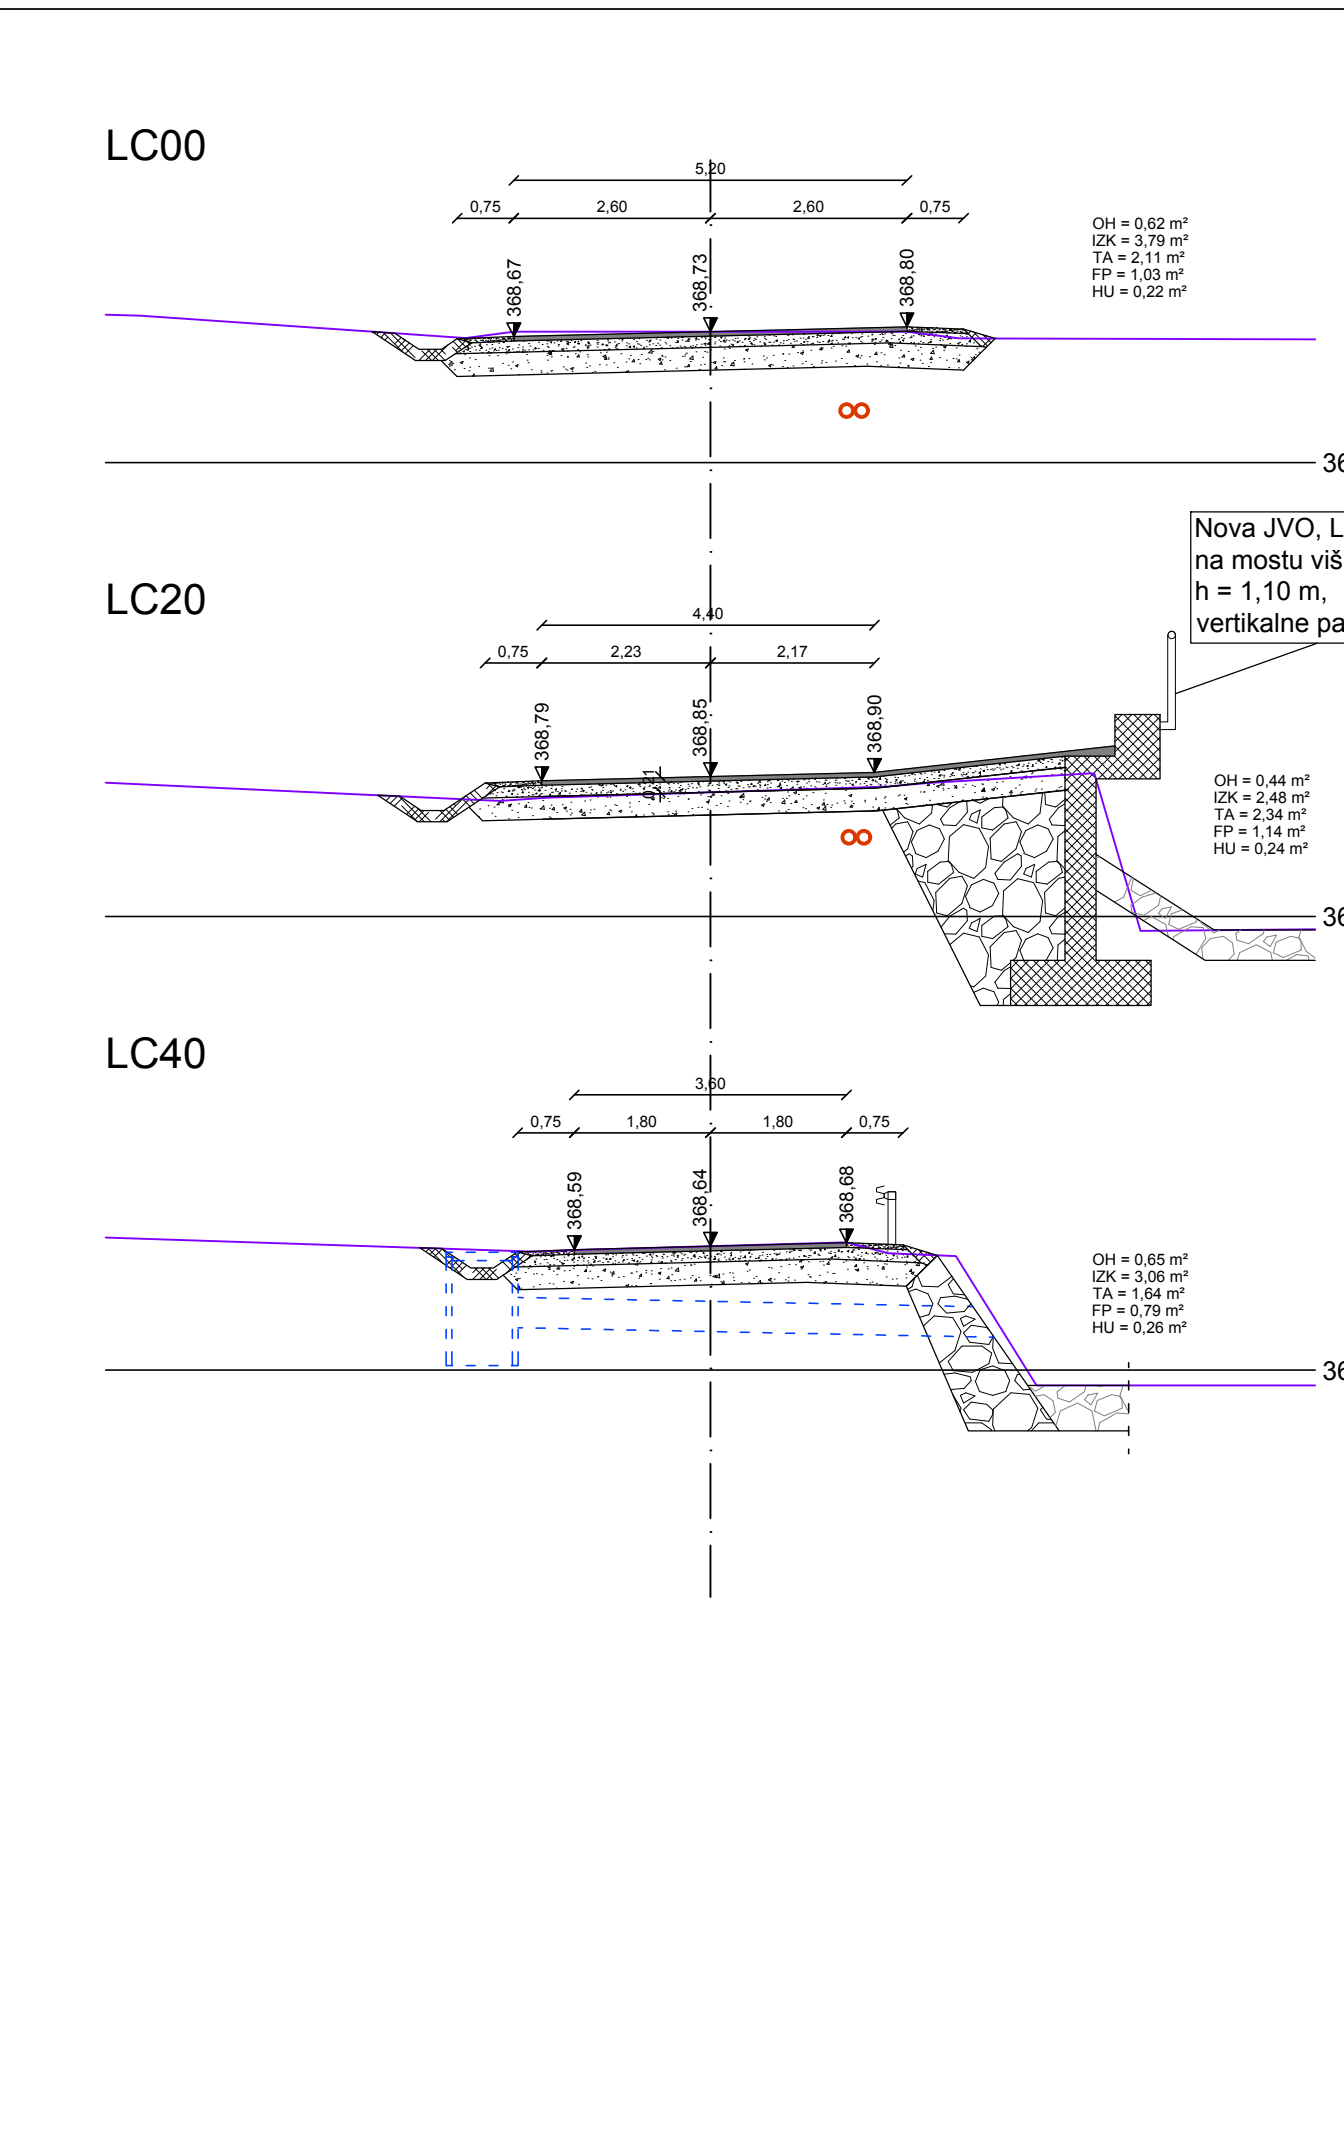 LC00
5,20
0,75 2,60 2,60 0,75
368,67 368,73 368,80
OH = 0,62 m²
IZK = 3,79 m²
TA = 2,11 m²
FP = 1,03 m²
HU = 0,22 m²
36
Nova JVO, L
na mostu viš
h = 1,10 m,
vertikalne pa
LC20
4,40
0,75 2,23 2,17
368,79 368,85 368,90
0,21
OH = 0,44 m²
IZK = 2,48 m²
TA = 2,34 m²
FP = 1,14 m²
HU = 0,24 m²
36
LC40
3,60
0,75 1,80 1,80 0,75
368,59 368,64 368,68
OH = 0,65 m²
IZK = 3,06 m²
TA = 1,64 m²
FP = 0,79 m²
HU = 0,26 m²
36